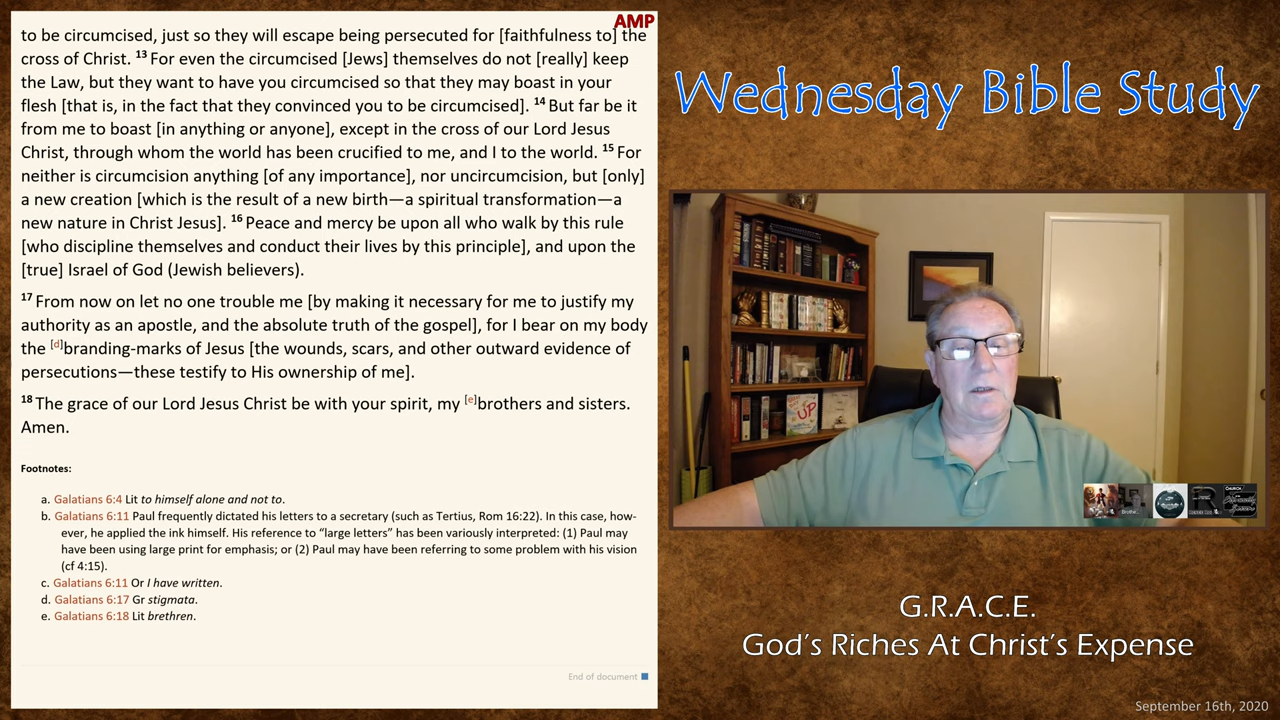 AMP
to be circumcised, just so they will escape being persecuted for [faithfulness to] the
cross of Christ. 13 For even the circumcised [Jews] themselves do not [really] keep
the Law, but they want to have you circumcised so that they may boast in your
flesh [that is, in the fact that they convinced you to be circumcised]. 14 But far be it
from me to boast [in anything or anyone], except in the cross of our Lord Jesus
Christ, through whom the world has been crucified to me, and I to the world. 15 For
neither is circumcision anything [of any importance], nor uncircumcision, but [only]
a new creation [which is the result of a new birth—a spiritual transformation—a
new nature in Christ Jesus]. 16 Peace and mercy be upon all who walk by this rule
[who discipline themselves and conduct their lives by this principle], and upon the
[true] Israel of God (Jewish believers).
17 From now on let no one trouble me [by making it necessary for me to justify my
authority as an apostle, and the absolute truth of the gospel], for I bear on my body
the [d]branding-marks of Jesus [the wounds, scars, and other outward evidence of
persecutions—these testify to His ownership of me].
18 The grace of our Lord Jesus Christ be with your spirit, my [e]brothers and sisters.
Amen.
Footnotes:
a. Galatians 6:4 Lit to himself alone and not to.
b. Galatians 6:11 Paul frequently dictated his letters to a secretary (such as Tertius, Rom 16:22). In this case, how-
ever, he applied the ink himself. His reference to “large letters” has been variously interpreted: (1) Paul may
have been using large print for emphasis; or (2) Paul may have been referring to some problem with his vision
(cf 4:15).
c. Galatians 6:11 Or I have written.
d. Galatians 6:17 Gr stigmata.
e. Galatians 6:18 Lit brethren.
End of document
Wednesday Bible Study
UP
Brothe...
CHURCH
G.R.A.C.E.
God’s Riches At Christ’s Expense
September 16th, 2020